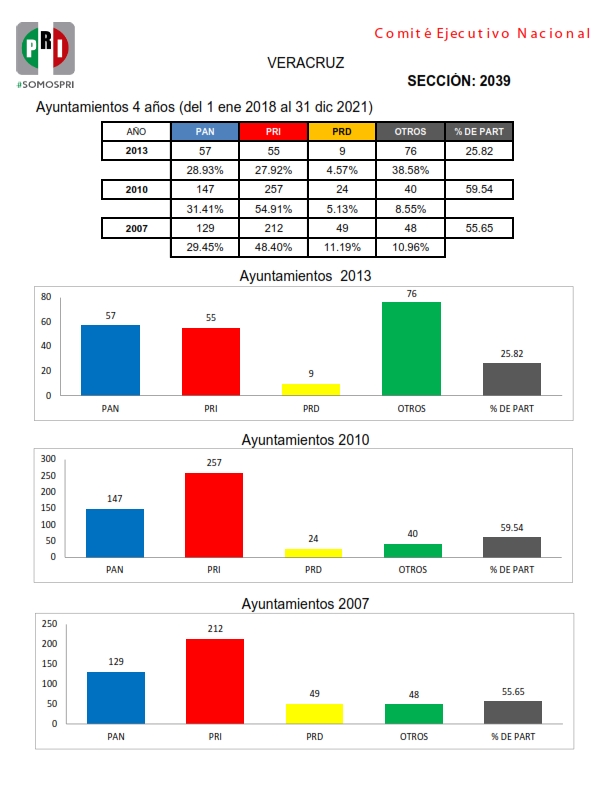 Comité Ejecutivo Nacional
PRI
#SOMOSPRI
VERACRUZ
SECCIÓN: 2039
Ayuntamientos 4 años (del 1 ene 2018 al 31 dic 2021)
AÑO PAN PRI PRD OTROS % DE PART
2013 57 55 9 76 25.82
28.93% 27.92% 4.57% 38.58%
2010 147 257 24 40 59.54
31.41% 54.91% 5.13% 8.55%
2007 129 212 49 48 55.65
29.45% 48.40% 11.19% 10.96%
Ayuntamientos 2013
80
60
40
20
0
57 55 9 76 25.82
PAN PRI PRD OTROS % DE PART
Ayuntamientos 2010
300
250
200
150
100
50
0
147 257 24 40 59.54
PAN PRI PRD OTROS % DE PART
Ayuntamientos 2007
250
200
150
100
50
0
129 212 49 48 55.65
PAN PRI PRD OTROS % DE PART